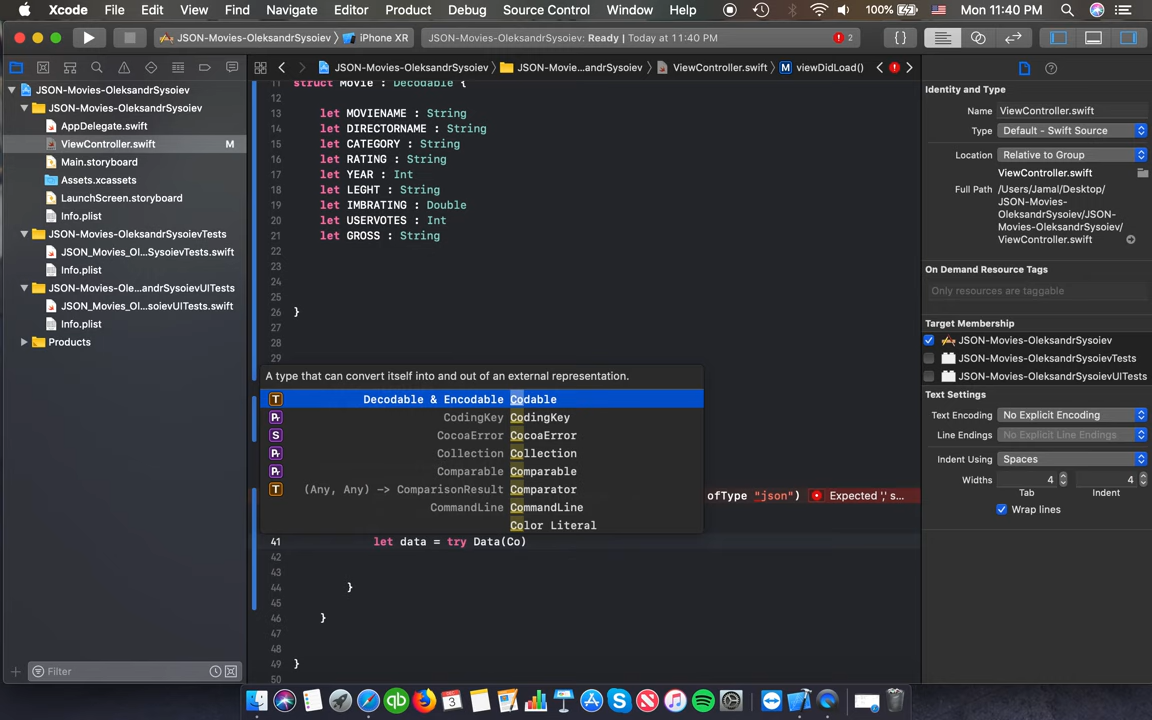 Xcode File Edit View Find Navigate Editor Product Debug Source Control Window Help 100% Mon 11:40 PM
JSON-Movies-OleksandrSysoiev iPhone XR JSON-Movies-OleksandrSysoiev: Ready | Today at 11:40 PM 2
JSON-Movies-OleksandrSysoiev JSON-Movie...andrSysoiev ViewController.swift M viewDidLoad()
JSON-Movies-OleksandrSysoiev
JSON-Movies-OleksandrSysoiev
AppDelegate.swift
ViewController.swift M
Main.storyboard
Assets.xcassets
LaunchScreen.storyboard
Info.plist
JSON-Movies-OleksandrSysoievTests
JSON_Movies_Ol...SysoievTests.swift
Info.plist
JSON-Movies-Ole...andrSysoievUITests
JSON_Movies_Ol...soievUITests.swift
Info.plist
Products
Filter
11 struct Movie : Decodable {
12
13 let MOVIENAME : String
14 let DIRECTORNAME : String
15 let CATEGORY : String
16 let RATING : String
17 let YEAR : Int
18 let LEGHT : String
19 let IMBRATING : Double
20 let USERVOTES : Int
21 let GROSS : String
22
23
24
25
26 }
27
28
29
A type that can convert itself into and out of an external representation.
T Decodable & Encodable Codable
Pr CodingKey CodingKey
S CocoaError CocoaError
Pr Collection Collection
Pr Comparable Comparable
T (Any, Any) -> ComparisonResult Comparator
CommandLine CommandLine
Color Literal
ofType "json") Expected ',' s...
41 let data = try Data(Co)
42
43
44 }
45
46 }
47
48
49 }
50
Identity and Type
Name ViewController.swift
Type Default - Swift Source
Location Relative to Group
ViewController.swift
Full Path /Users/Jamal/Desktop/
JSON-Movies-
OleksandrSysoiev/JSON-
Movies-OleksandrSysoiev/
ViewController.swift
On Demand Resource Tags
Only resources are taggable
Target Membership
JSON-Movies-OleksandrSysoiev
JSON-Movies-OleksandrSysoievTests
JSON-Movies-OleksandrSysoievUITests
Text Settings
Text Encoding No Explicit Encoding
Line Endings No Explicit Line Endings
Indent Using Spaces
Widths 4 4
Tab Indent
Wrap lines